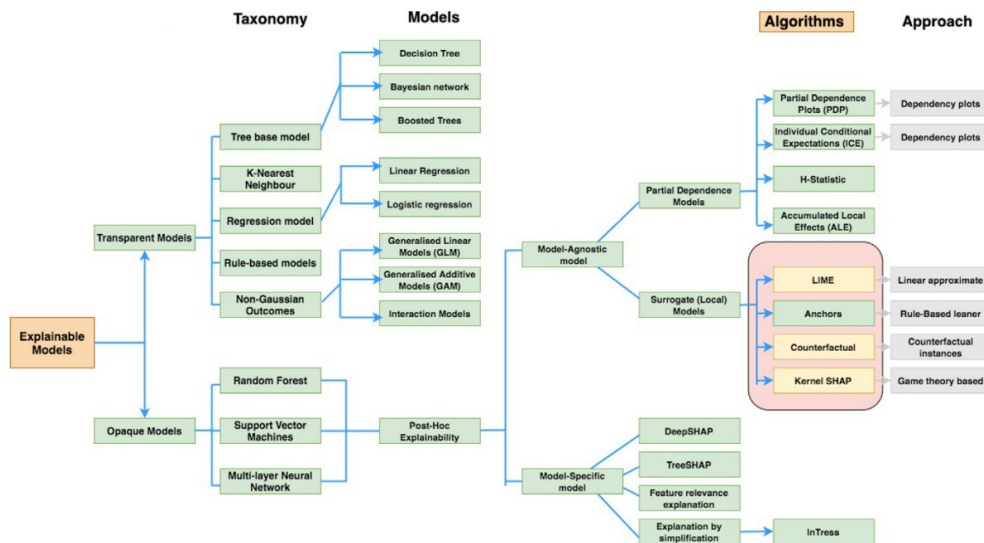 Taxonomy
Models
Algorithms
Approach
Explainable
Models
Transparent Models
Opaque Models
Tree base model
K-Nearest
Neighbour
Regression model
Rule-based models
Non-Gaussian
Outcomes
Random Forest
Support Vector
Machines
Multi-layer Neural
Network
Decision Tree
Bayesian network
Boosted Trees
Linear Regression
Logistic regression
Generalised Linear
Models (GLM)
Generalised Additive
Models (GAM)
Interaction Models
Post-Hoc
Explainability
Model-Agnostic
model
Model-Specific
model
Partial Dependence
Models
Surrogate (Local)
Models
DeepSHAP
TreeSHAP
Feature relevance
explanation
Explanation by
simplification
Partial Dependence
Plots (PDP)
Individual Conditional
Expectations (ICE)
H-Statistic
Accumulated Local
Effects (ALE)
LIME
Anchors
Counterfactual
Kernel SHAP
InTress
Dependency plots
Dependency plots
Linear approximate
Rule-Based leaner
Counterfactual
instances
Game theory based